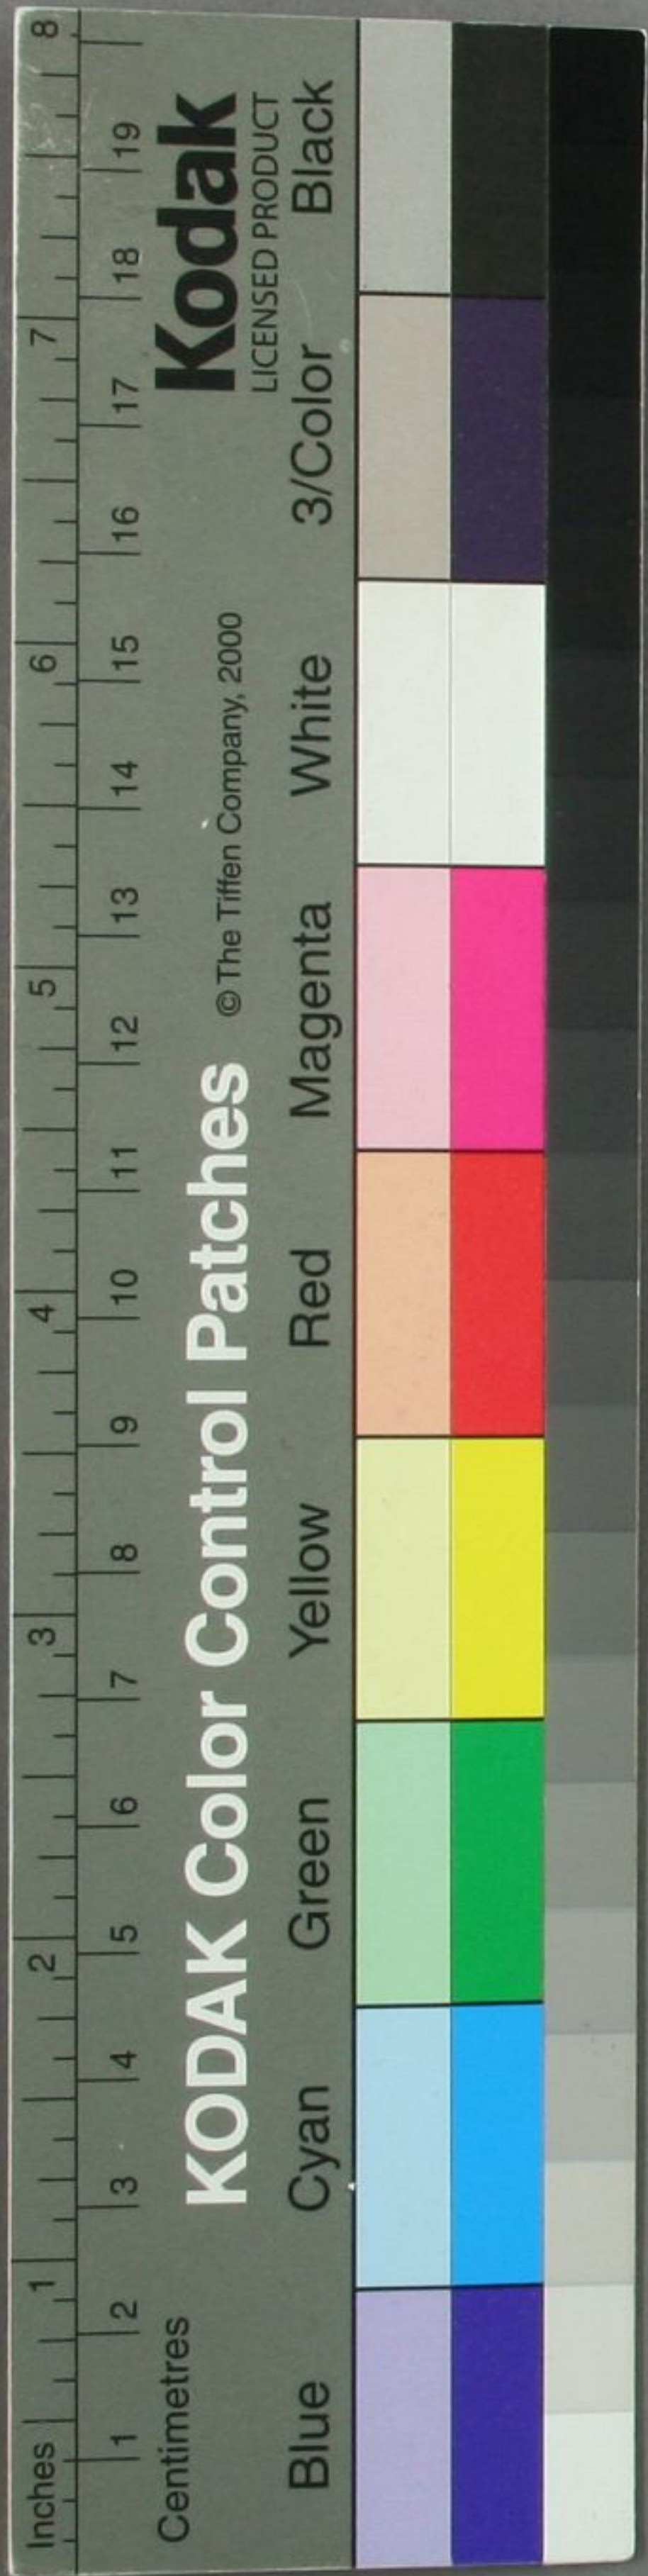 Inches 1 2 3 4 5 6 7 8
1 2 3 4 5 6 7 8 9 10 11 12 13 14 15 16 17 18 19
Centimetres
KODAK Color Control Patches © The Tiffen Company, 2000 Kodak
LICENSED PRODUCT
Blue Cyan Green Yellow Red Magenta White 3/Color Black